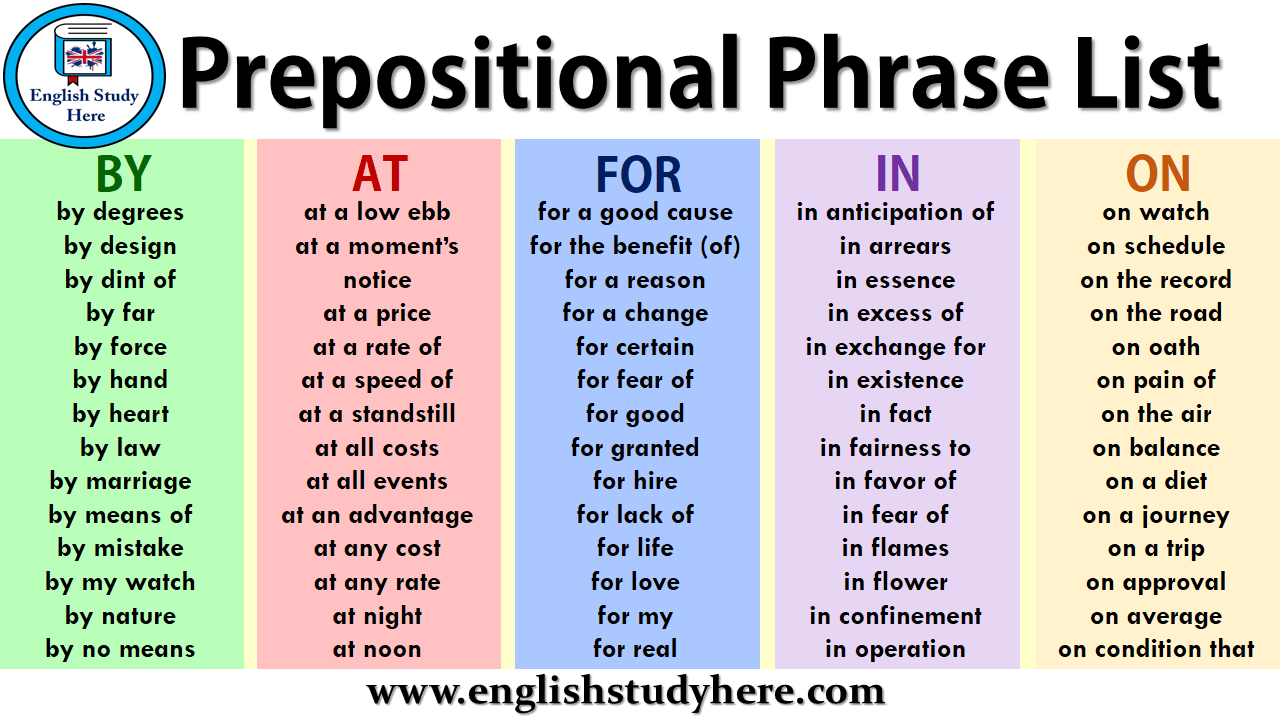 English Study
Here
Prepositional Phrase List
BY
by degrees
by design
by dint of
by far
by force
by hand
by heart
by law
by marriage
by means of
by mistake
by my watch
by nature
by no means
AT
at a low ebb
at a moment’s
notice
at a price
at a rate of
at a speed of
at a standstill
at all costs
at all events
at an advantage
at any cost
at any rate
at night
at noon
FOR
for a good cause
for the benefit (of)
for a reason
for a change
for certain
for fear of
for good
for granted
for hire
for lack of
for life
for love
for my
for real
IN
in anticipation of
in arrears
in essence
in excess of
in exchange for
in existence
in fact
in fairness to
in favor of
in fear of
in flames
in flower
in confinement
in operation
ON
on watch
on schedule
on the record
on the road
on oath
on pain of
on the air
on balance
on a diet
on a journey
on a trip
on approval
on average
on condition that
www.englishstudyhere.com